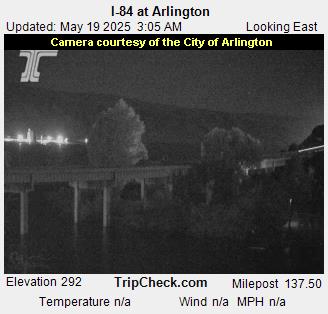 I-84 at Arlington
Updated: May 19 2025 3:05 AM Looking East
Camera courtesy of the City of Arlington
Elevation 292 TripCheck.com Milepost 137.50
Temperature n/a Wind n/a MPH n/a